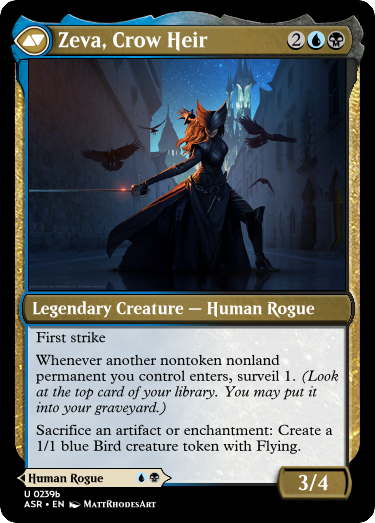 Zeva, Crow Heir 2
Legendary Creature — Human Rogue
First strike
Whenever another nontoken nonland
permanent you control enters, surveil 1. (Look
at the top card of your library. You may put it
into your graveyard.)
Sacrifice an artifact or enchantment: Create a
1/1 blue Bird creature token with Flying.
Human Rogue
3/4
U 0239b
ASR • EN MattRhodesArt